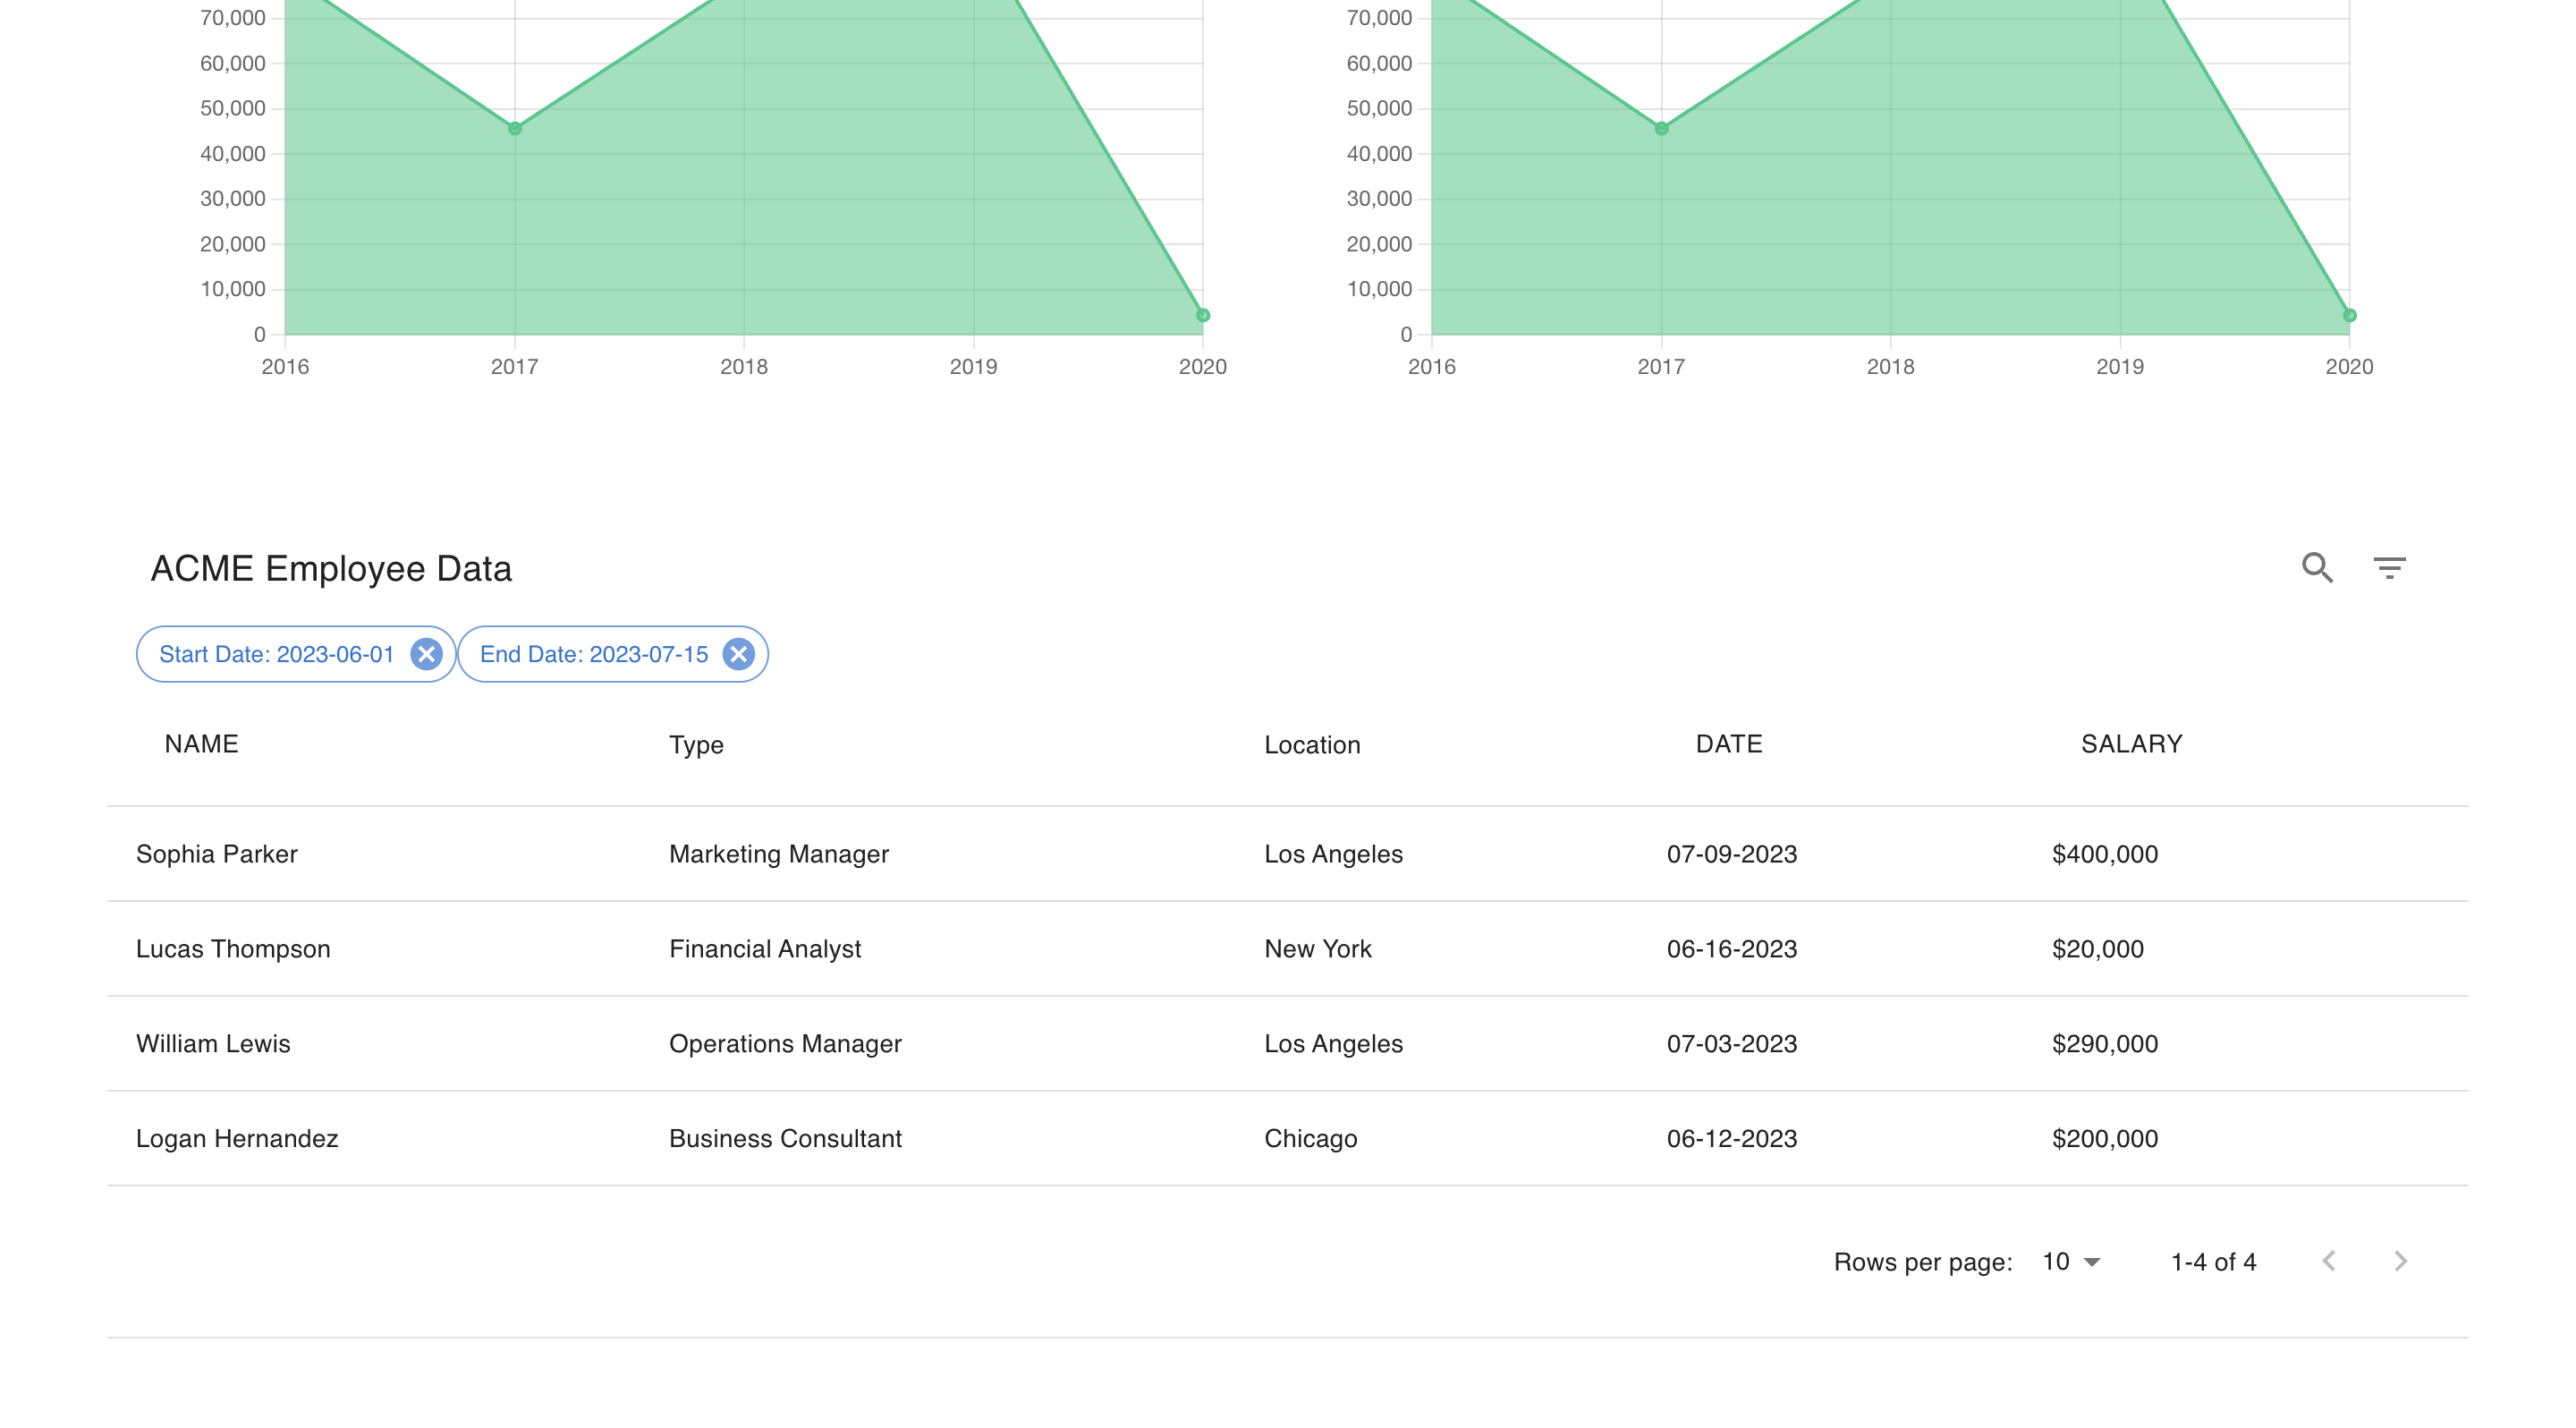 70,000 70,000
60,000 60,000
50,000 50,000
40,000 40,000
30,000 30,000
20,000 20,000
10,000 10,000
0 0
2016 2017 2018 2019 2020 2016 2017 2018 2019 2020
ACME Employee Data
Start Date: 2023-06-01 End Date: 2023-07-15
NAME Type Location DATE SALARY
Sophia Parker Marketing Manager Los Angeles 07-09-2023 $400,000
Lucas Thompson Financial Analyst New York 06-16-2023 $20,000
William Lewis Operations Manager Los Angeles 07-03-2023 $290,000
Logan Hernandez Business Consultant Chicago 06-12-2023 $200,000
Rows per page: 10 1-4 of 4